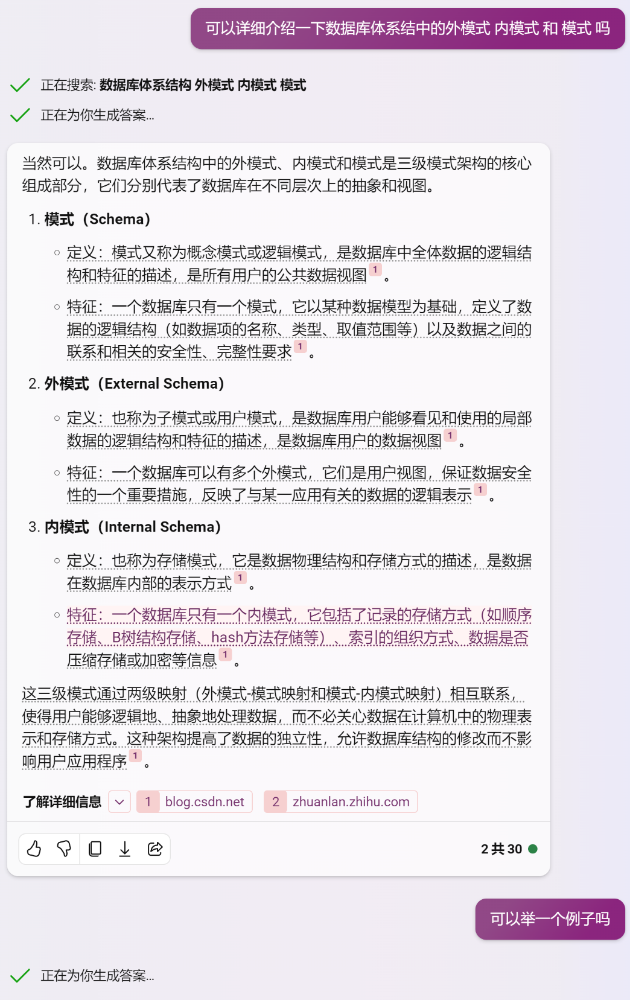 可以详细介绍一下数据库体系结中的外模式 内模式 和 模式 吗
正在搜索: 数据库体系结构 外模式 内模式 模式
正在为你生成答案...
当然可以。数据库体系结构中的外模式、内模式和模式是三级模式架构的核心
组成部分，它们分别代表了数据库在不同层次上的抽象和视图。
1. 模式（Schema）
定义：模式又称为概念模式或逻辑模式，是数据库中全体数据的逻辑结
构和特征的描述，是所有用户的公共数据视图 1 。
特征：一个数据库只有一个模式，它以某种数据模型为基础，定义了数
据的逻辑结构（如数据项的名称、类型、取值范围等）以及数据之间的
联系和相关的安全性、完整性要求 1 。
2. 外模式（External Schema）
定义：也称为子模式或用户模式，是数据库用户能够看见和使用的局部
数据的逻辑结构和特征的描述，是数据库用户的数据视图 1 。
特征：一个数据库可以有多个外模式，它们是用户视图，保证数据安全
性的一个重要措施，反映了与某一应用有关的数据的逻辑表示 1 。
3. 内模式（Internal Schema）
定义：也称为存储模式，它是数据物理结构和存储方式的描述，是数据
在数据库内部的表示方式 1 。
特征：一个数据库只有一个内模式，它包括了记录的存储方式（如顺序
存储、B树结构存储、hash方法存储等）、索引的组织方式、数据是否
压缩存储或加密等信息 1 。
这三级模式通过两级映射（外模式-模式映射和模式-内模式映射）相互联系，
使得用户能够逻辑地、抽象地处理数据，而不必关心数据在计算机中的物理表
示和存储方式。这种架构提高了数据的独立性，允许数据库结构的修改而不影
响用户应用程序 1 。
了解详细信息 1 blog.csdn.net 2 zhuanlan.zhihu.com
2 共 30
可以举一个例子吗
正在为你生成答案...